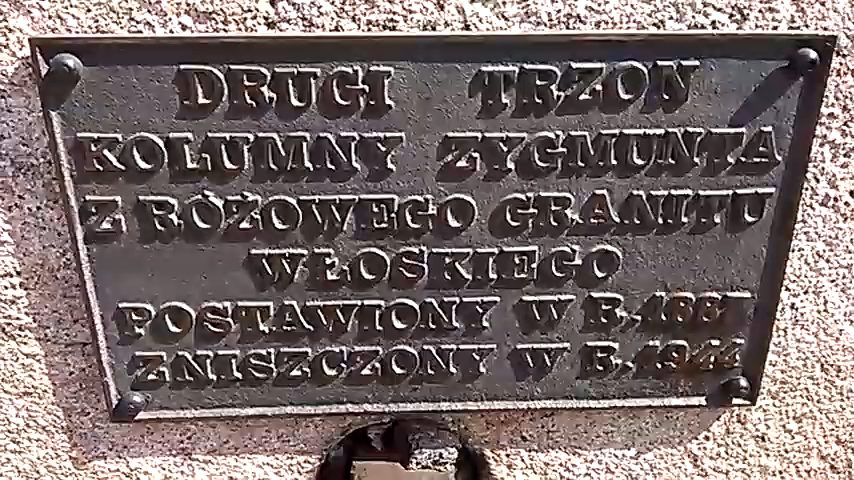 DRUGI TRZON
KOLUMNY ZYGMUNTA
Z RÓŻOWEGO GRANITU
WŁOSKIEGO
POSTAWIONY W R. 1887
ZNISZCZONY W R. 1944